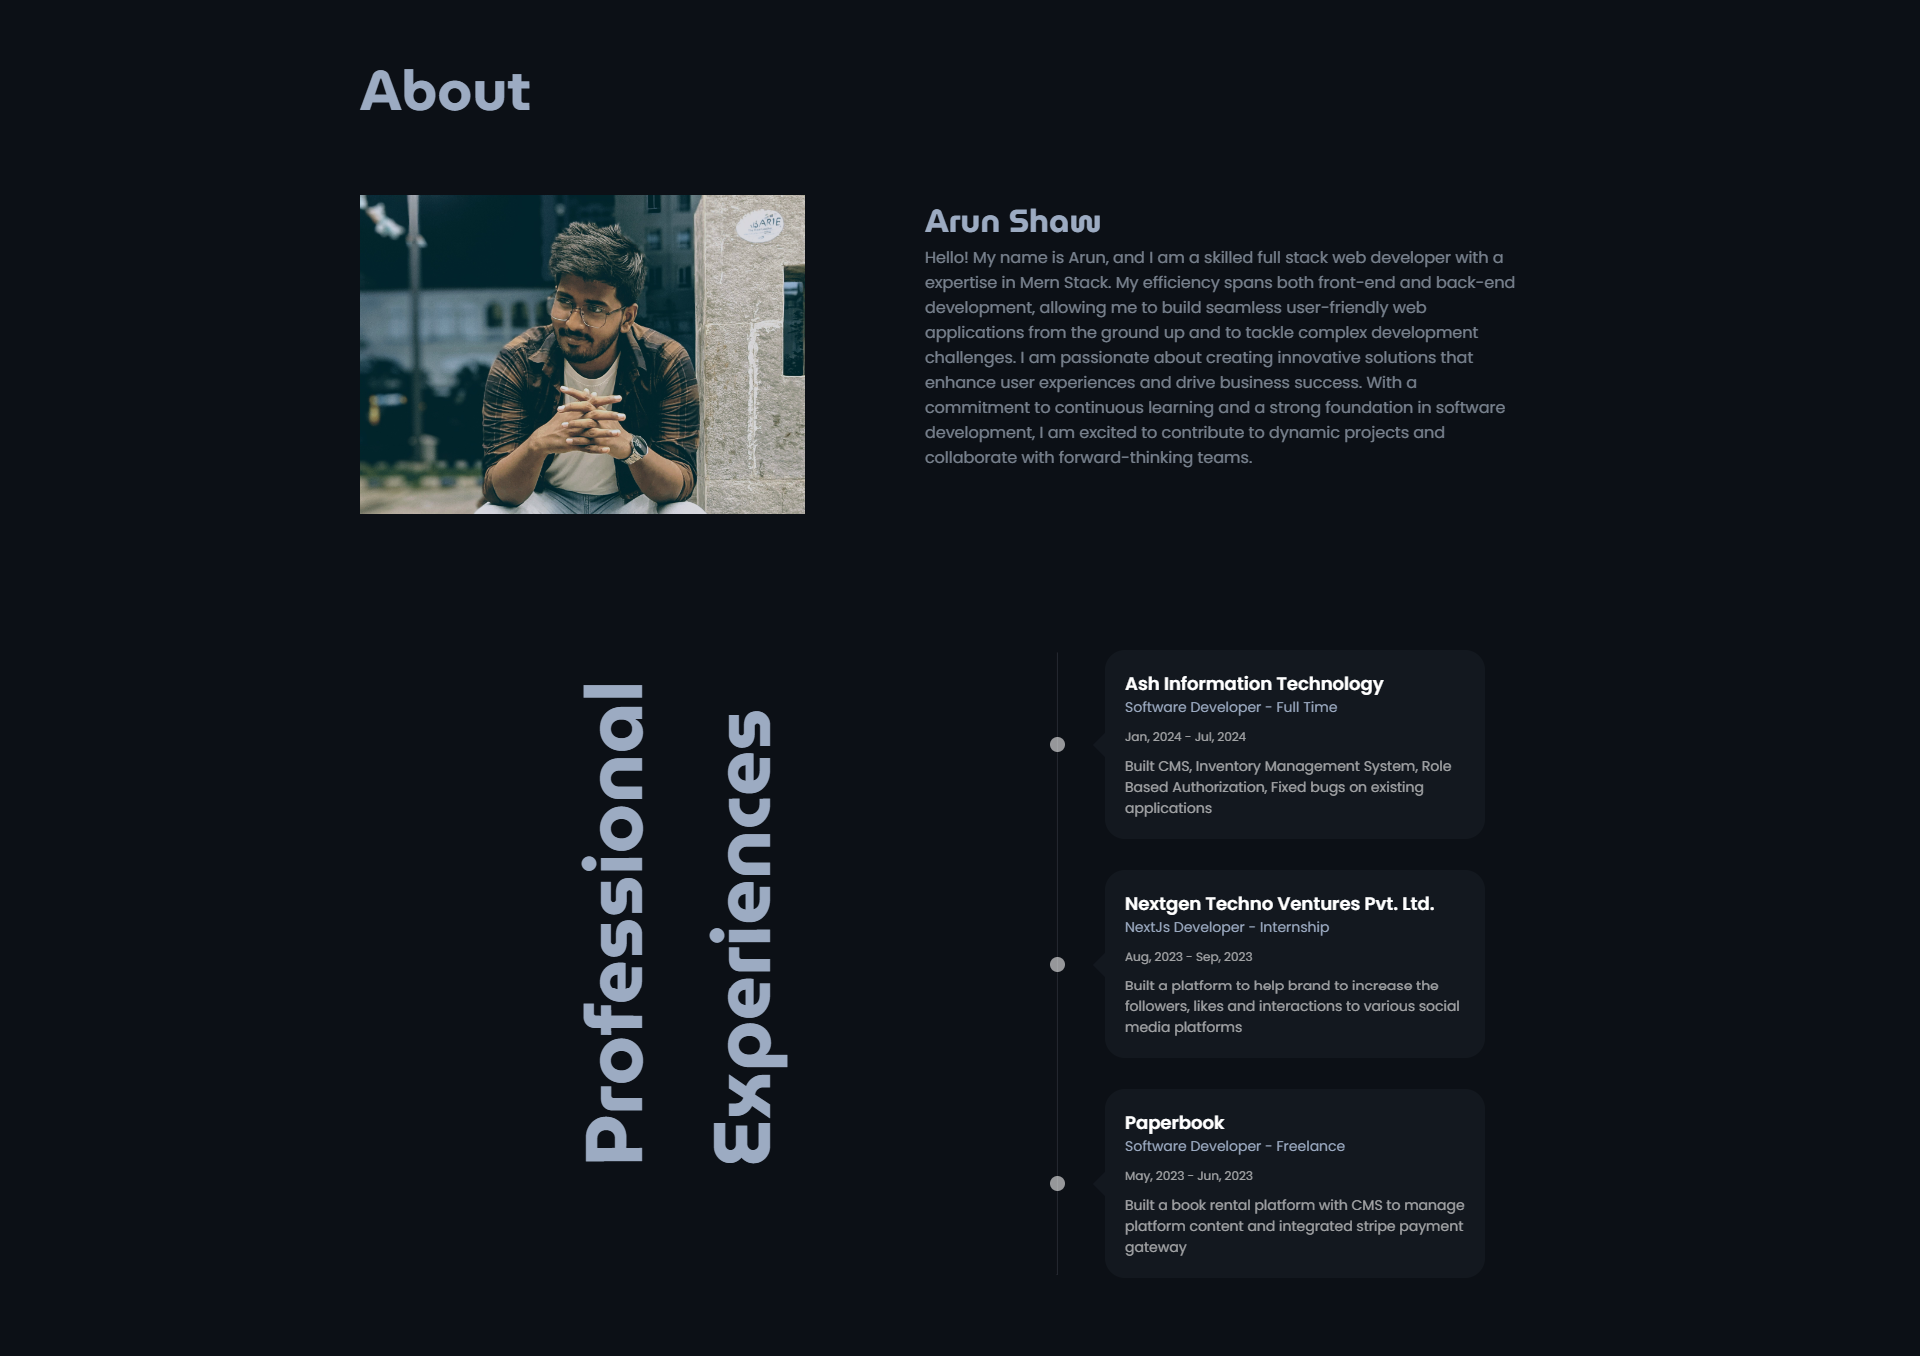 About
Arun Shaw
Hello! My name is Arun, and I am a skilled full stack web developer with a
expertise in Mern Stack. My efficiency spans both front-end and back-end
development, allowing me to build seamless user-friendly web
applications from the ground up and to tackle complex development
challenges. I am passionate about creating innovative solutions that
enhance user experiences and drive business success. With a
commitment to continuous learning and a strong foundation in software
development, I am excited to contribute to dynamic projects and
collaborate with forward-thinking teams.
Professional
Experiences
Ash Information Technology
Software Developer - Full Time
Jan, 2024 - Jul, 2024
Built CMS, Inventory Management System, Role
Based Authorization, Fixed bugs on existing
applications
Nextgen Techno Ventures Pvt. Ltd.
NextJs Developer - Internship
Aug, 2023 - Sep, 2023
Built a platform to help brand to increase the
followers, likes and interactions to various social
media platforms
Paperbook
Software Developer - Freelance
May, 2023 - Jun, 2023
Built a book rental platform with CMS to manage
platform content and integrated stripe payment
gateway